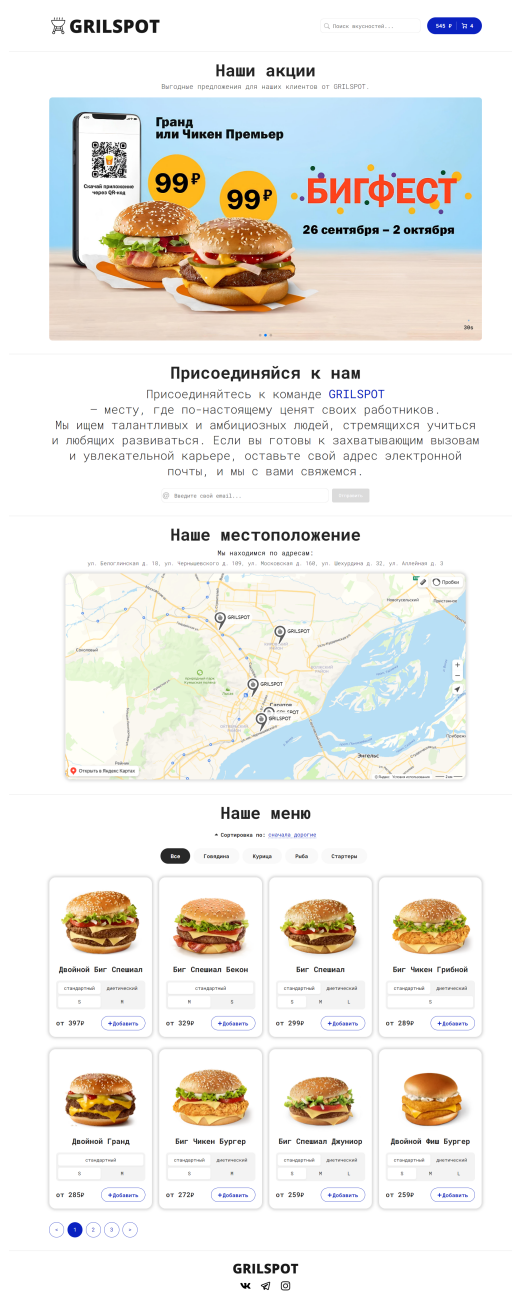 GRILSPOT
Поиск вкусностей...
545 ₽ 4
Наши акции
Выгодные предложения для наших клиентов от GRILSPOT.
Гранд
или Чикен Премьер
Скачай приложение
через QR-код
99 ₽
99 ₽
БИГФЕСТ
26 сентября – 2 октября
30s
Присоединяйся к нам
Присоединяйтесь к команде GRILSPOT
— месту, где по-настоящему ценят своих работников.
Мы ищем талантливых и амбициозных людей, стремящихся учиться
и любящих развиваться. Если вы готовы к захватывающим вызовам
и увлекательной карьере, оставьте свой адрес электронной
почты, и мы с вами свяжемся.
@ Введите свой email...
Отправить
Наше местоположение
Мы находимся по адресам:
ул. Белоглинская д. 10, ул. Чернышевского д. 109, ул. Московская д. 160, ул. Шехурдина д. 32, ул. Аллейная д. 3
Пробки
GRILSPOT
GRILSPOT
GRILSPOT
GRILSPOT
Энгельс
Открыть в Яндекс Картах
© Яндекс Условия использования 2 км
Наше меню
Сортировка по: сначала дорогие
Все Говядина Курица Рыба Стартеры
Двойной Биг Спешиал
стандартный диетический
S M
от 397₽
+Добавить
Биг Спешиал Бекон
стандартный
M S
от 329₽
+Добавить
Биг Спешиал
стандартный диетический
S M L
от 299₽
+Добавить
Биг Чикен Грибной
стандартный диетический
S
от 289₽
+Добавить
Двойной Гранд
стандартный
S M
от 285₽
+Добавить
Биг Чикен Бургер
стандартный диетический
S M
от 272₽
+Добавить
Биг Спешиал Джуниор
стандартный диетический
S M L
от 259₽
+Добавить
Двойной Фиш Бургер
стандартный диетический
S M L
от 259₽
+Добавить
< 1 2 3 >
GRILSPOT